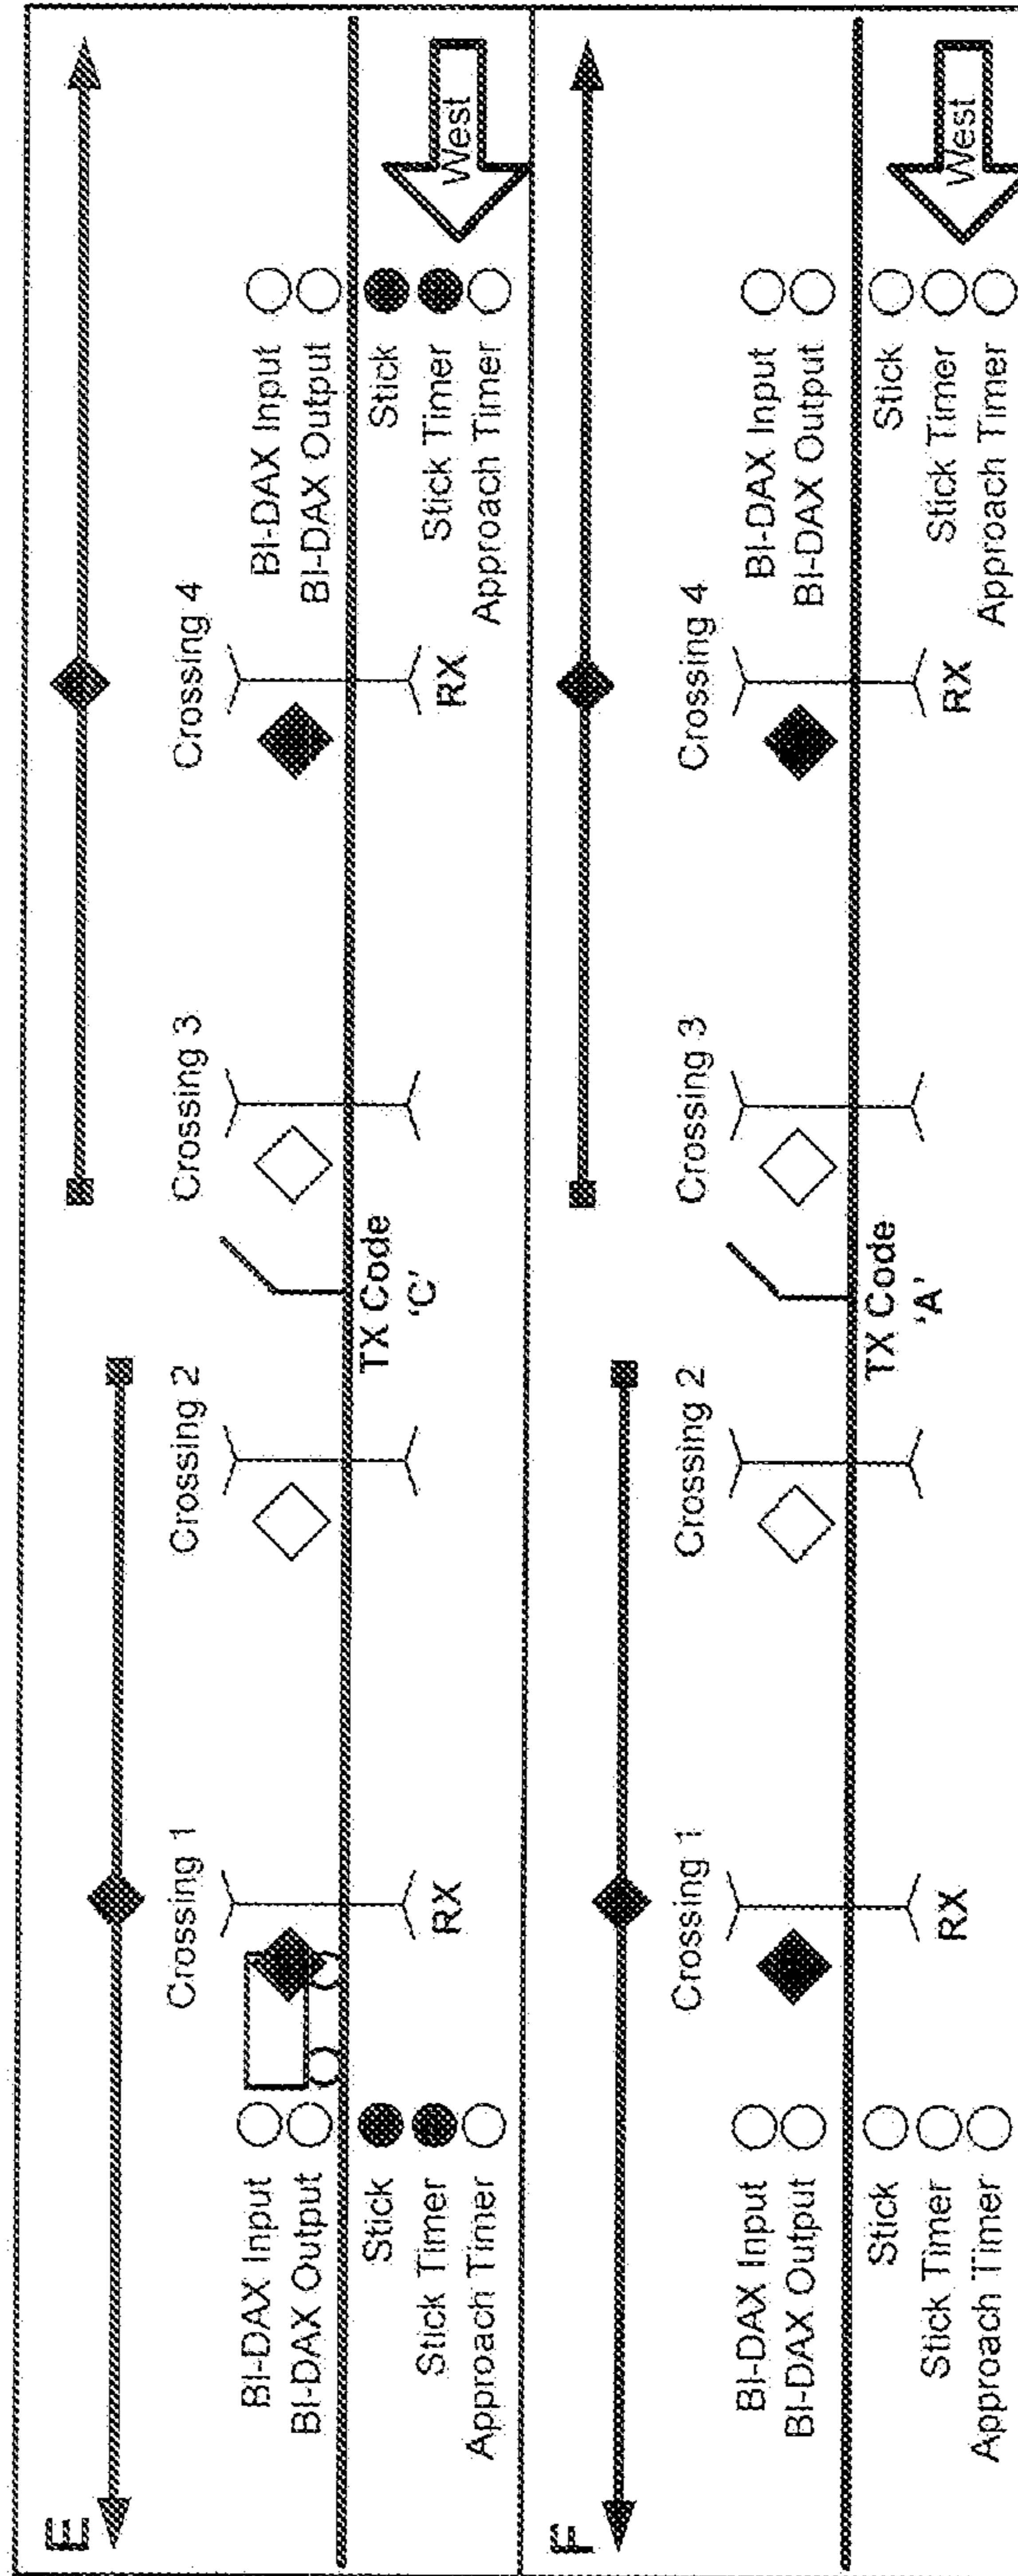 E
Crossing 1
Crossing 2
Crossing 3
Crossing 4
BI-DAX Input
BI-DAX Output
Stick
Stick Timer
Approach Timer
RX
TX Code
'C'
RX
BI-DAX Input
BI-DAX Output
Stick
Stick Timer
Approach Timer
West
F
Crossing 1
Crossing 2
Crossing 3
Crossing 4
BI-DAX Input
BI-DAX Output
Stick
Stick Timer
Approach Timer
RX
TX Code
'A'
RX
BI-DAX Input
BI-DAX Output
Stick
Stick Timer
Approach Timer
West